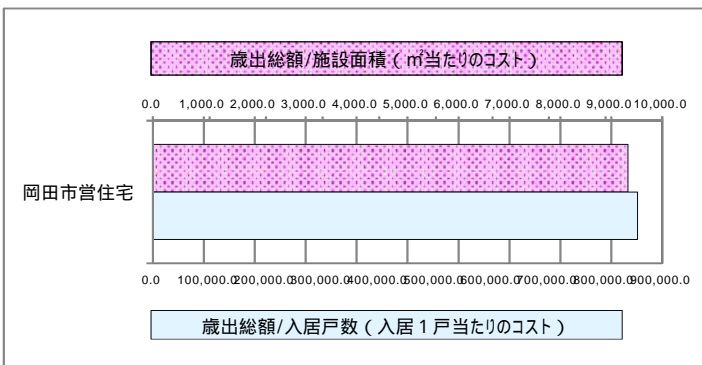 歳出総額/施設面積（㎡当たりのコスト）
0.0 1,000.0 2,000.0 3,000.0 4,000.0 5,000.0 6,000.0 7,000.0 8,000.0 9,000.0 10,000.0
岡田市営住宅
0.0 100,000.0 200,000.0 300,000.0 400,000.0 500,000.0 600,000.0 700,000.0 800,000.0 900,000.0
歳出総額/入居戸数（入居１戸当たりのコスト）